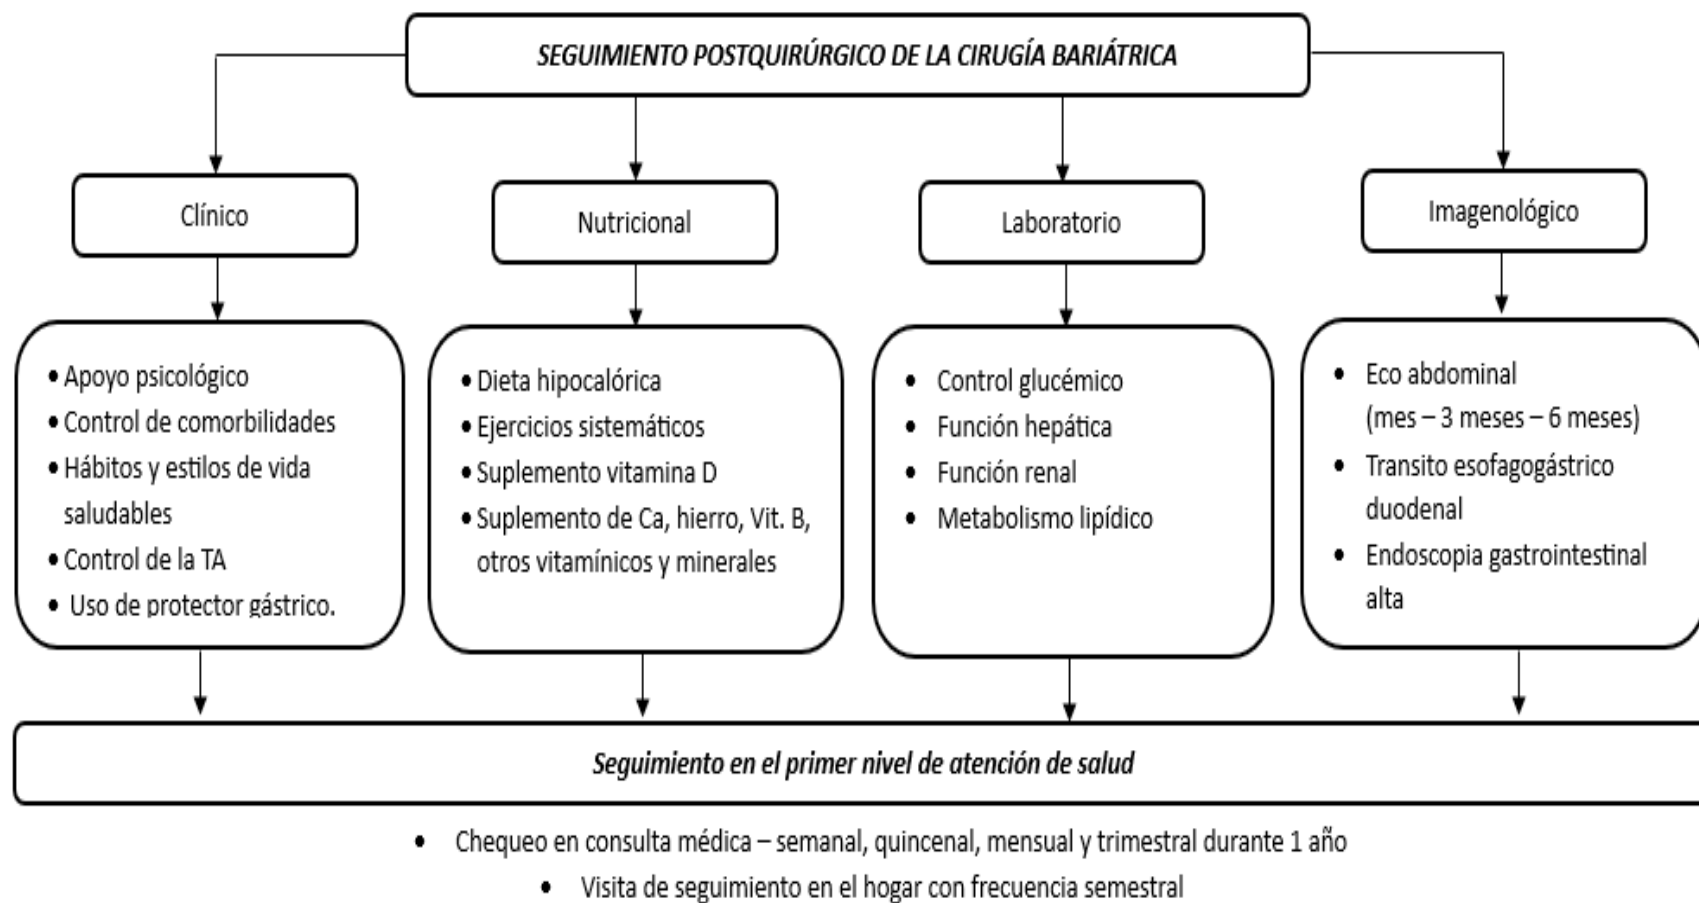 SEGUIMIENTO POSTQUIRÚRGICO DE LA CIRUGÍA BARIÁTRICA
Clínico
Nutricional
Laboratorio
Imagenológico
• Apoyo psicológico
• Control de comorbilidades
• Hábitos y estilos de vida
saludables
• Control de la TA
• Uso de protector gástrico.
• Dieta hipocalórica
• Ejercicios sistemáticos
• Suplemento vitamina D
• Suplemento de Ca, hierro, Vit. B,
otros vitamínicos y minerales
• Control glucémico
• Función hepática
• Función renal
• Metabolismo lipídico
• Eco abdominal
(mes – 3 meses – 6 meses)
• Transito esofagogástrico
duodenal
• Endoscopia gastrointestinal
alta
Seguimiento en el primer nivel de atención de salud
• Chequeo en consulta médica – semanal, quincenal, mensual y trimestral durante 1 año
• Visita de seguimiento en el hogar con frecuencia semestral